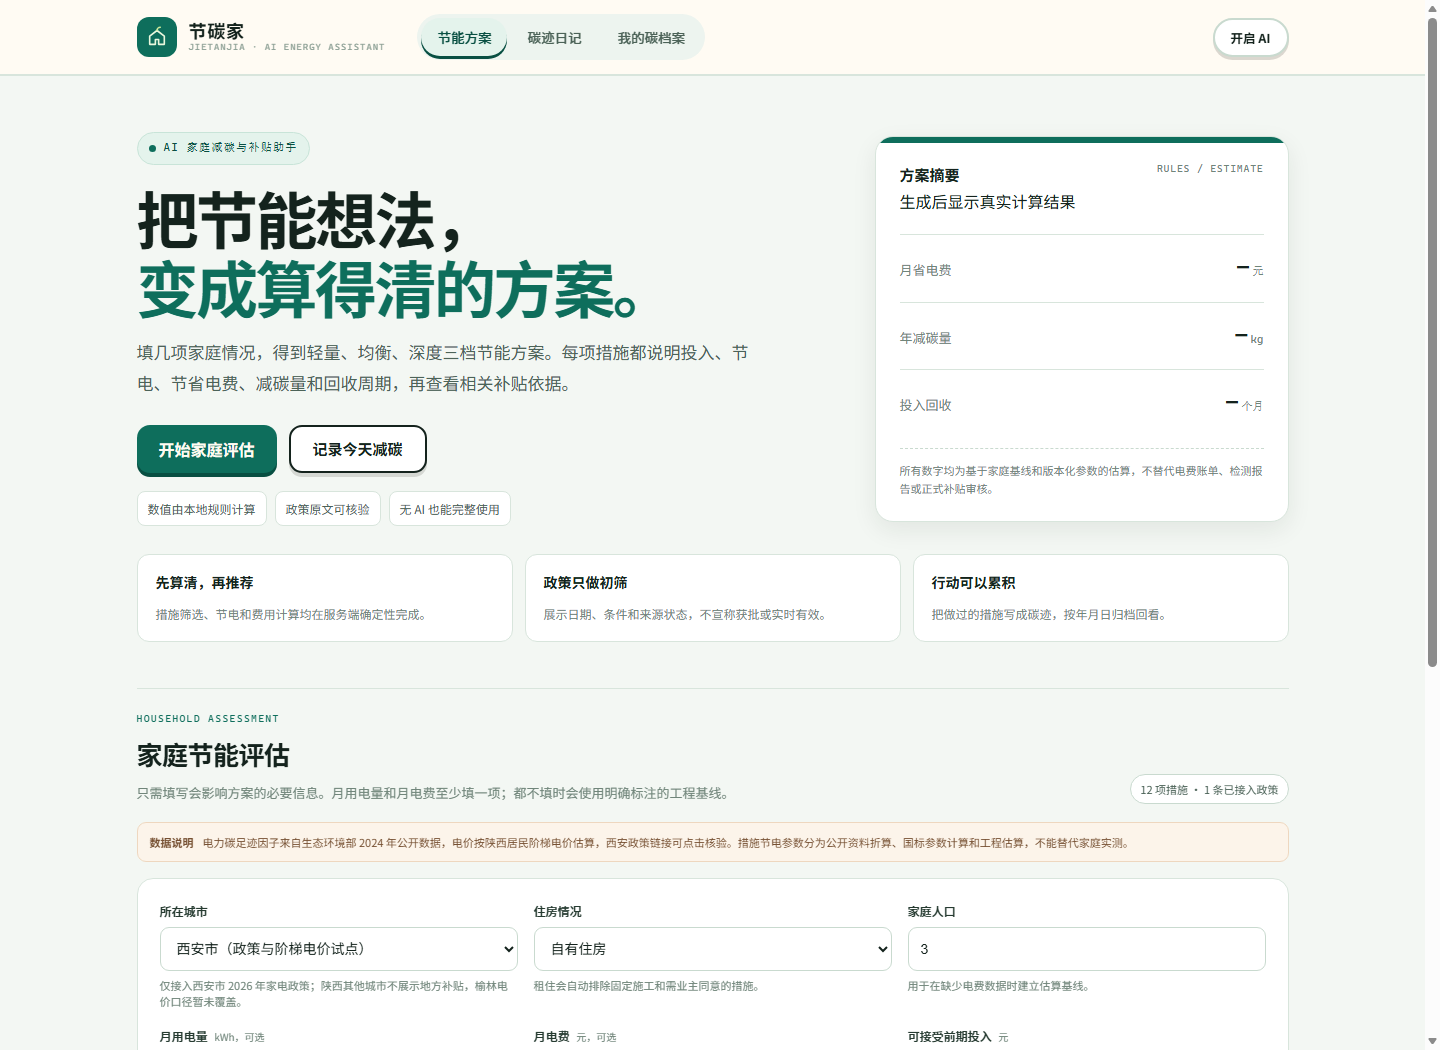 节碳家
JIETANJIA · AI ENERGY ASSISTANT
节能方案
碳迹日记
我的碳档案
开启 AI
AI 家庭减碳与补贴助手
把节能想法，
变成算得清的方案。
填几项家庭情况，得到轻量、均衡、深度三档节能方案。每项措施都说明投入、节
电、节省电费、减碳量和回收周期，再查看相关补贴依据。
开始家庭评估
记录今天减碳
数值由本地规则计算
政策原文可核验
无 AI 也能完整使用
方案摘要
RULES / ESTIMATE
生成后显示真实计算结果
月省电费
— 元
年减碳量
— kg
投入回收
— 个月
所有数字均为基于家庭基线和版本化参数的估算，不替代电费账单、检测报
告或正式补贴审核。
先算清，再推荐
措施筛选、节电和费用计算均在服务端确定性完成。
政策只做初筛
展示日期、条件和来源状态，不宣称获批或实时有效。
行动可以累积
把做过的措施写成碳迹，按年月日归档回看。
HOUSEHOLD ASSESSMENT
家庭节能评估
只需填写会影响方案的必要信息。月用电量和月电费至少填一项；都不填时会使用明确标注的工程基线。
12 项措施 · 1 条已接入政策
数据说明 电力碳足迹因子来自生态环境部 2024 年公开数据，电价按陕西居民阶梯电价估算，西安政策链接可点击核验。措施节电参数分为公开资料折算、国标参数计算和工程估算，不能替代家庭实测。
所在城市
西安市（政策与阶梯电价试点）
仅接入西安市 2026 年家电政策；陕西其他城市不展示地方补贴，榆林电
价口径暂未覆盖。
住房情况
自有住房
租住会自动排除固定施工和需业主同意的措施。
家庭人口
3
用于在缺少电费数据时建立估算基线。
月用电量 kWh，可选
月电费 元，可选
可接受前期投入 元